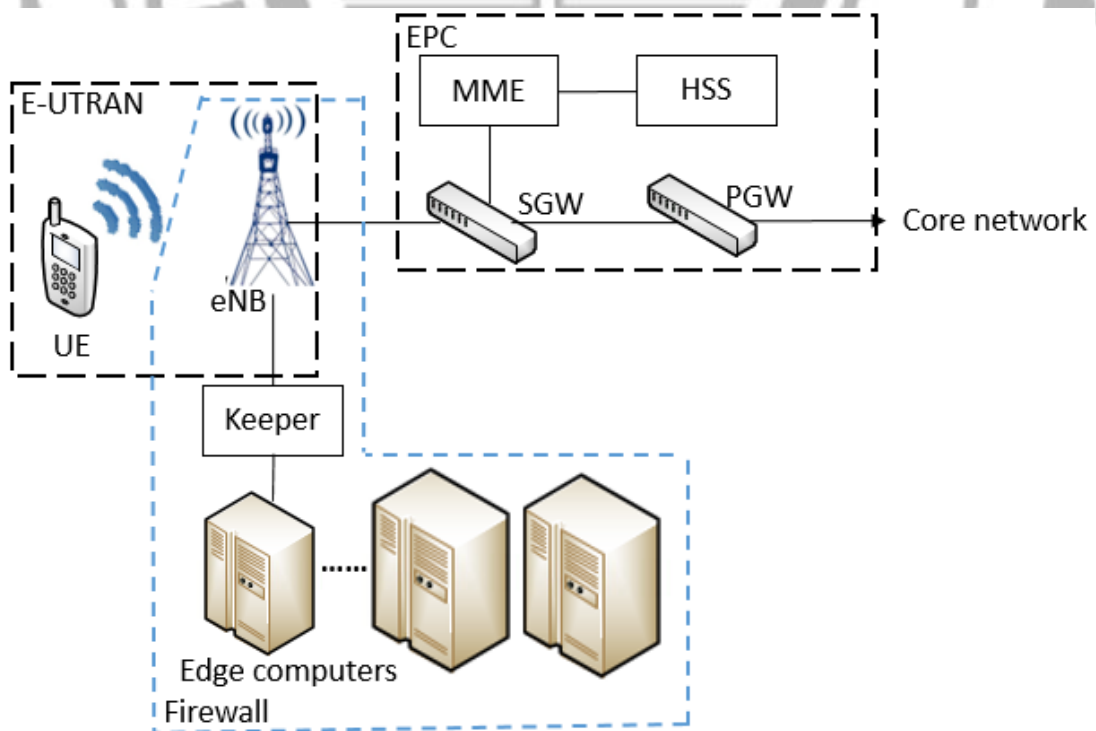 EPC
MME
HSS
E-UTRAN
SGW
PGW
Core network
eNB
UE
Keeper
......
Edge computers
Firewall